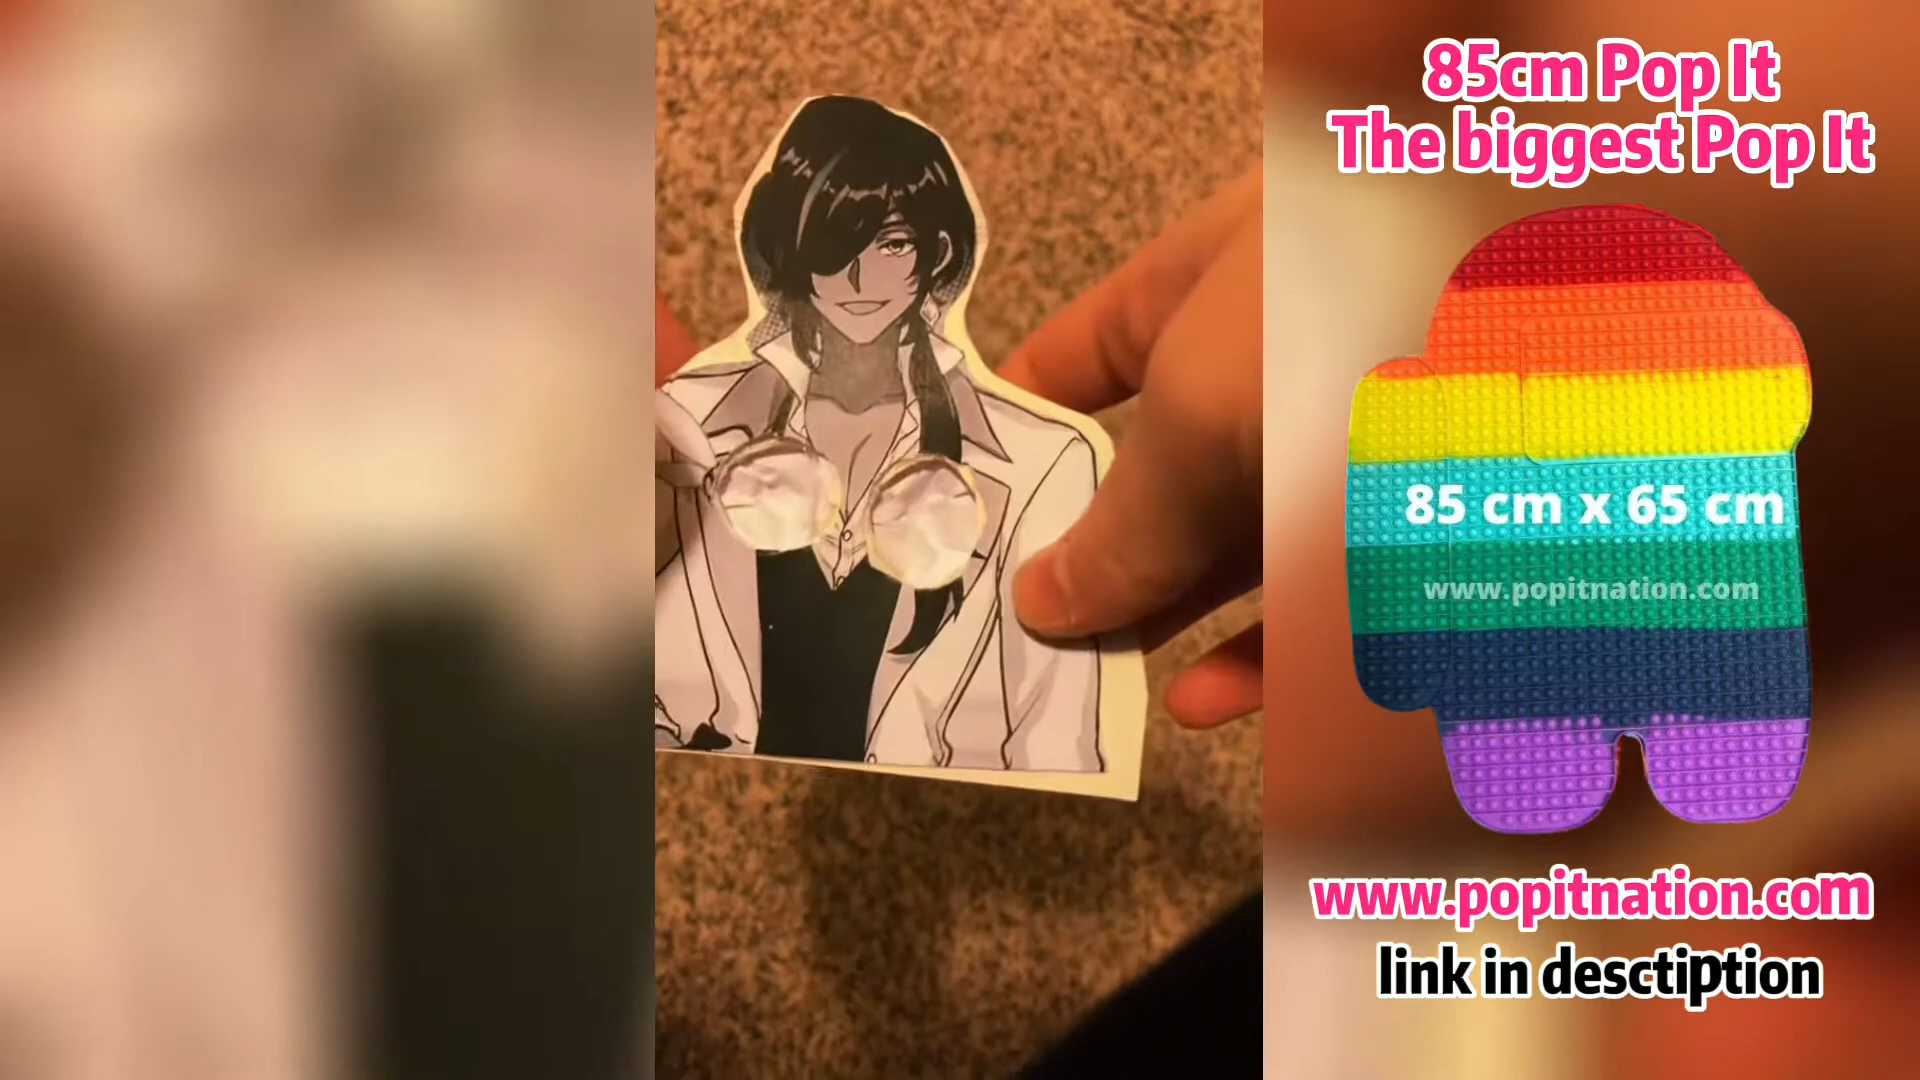 85cm Pop It
The biggest Pop It
85 cm x 65 cm
www.popitnation.com
www.popitnation.com
link in desctiption